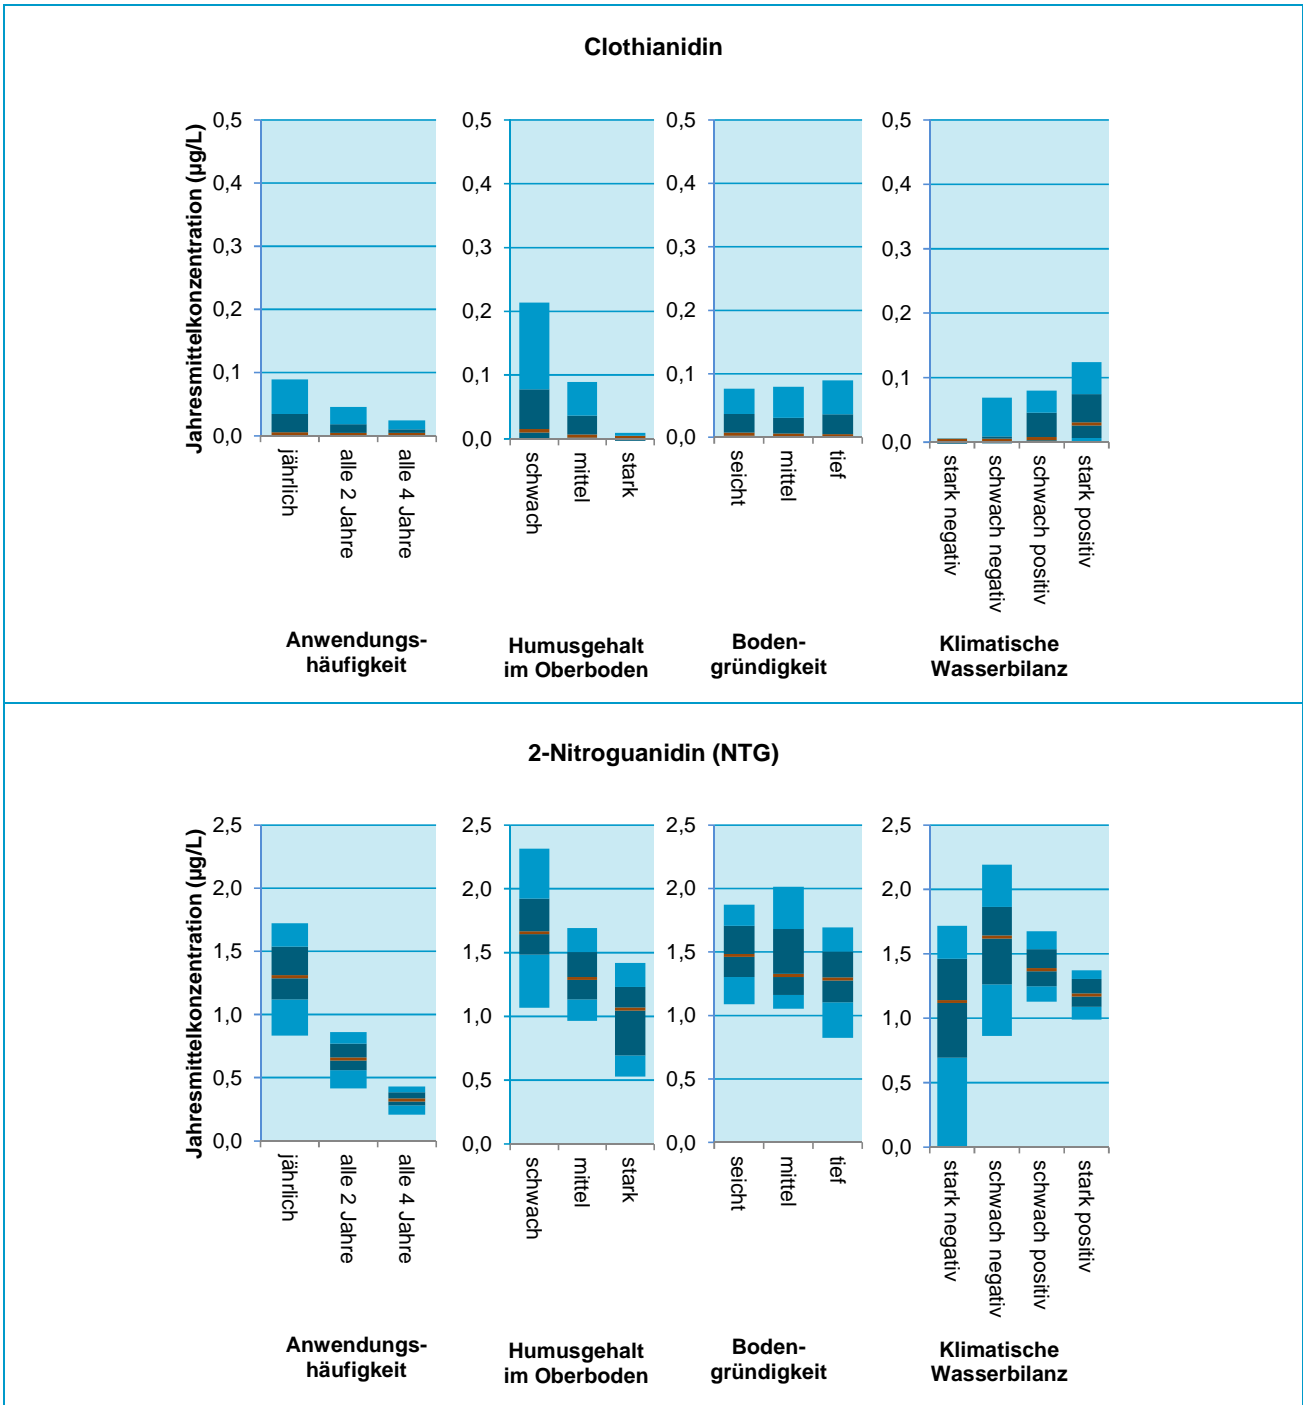 Clothianidin
Jahresmittelkonzentration (µg/L)
0,5
0,4
0,3
0,2
0,1
0,0
jährlich
alle 2 Jahre
alle 4 Jahre
Anwendungs-
häufigkeit
0,5
0,4
0,3
0,2
0,1
0,0
schwach
mittel
stark
Humusgehalt
im Oberboden
0,5
0,4
0,3
0,2
0,1
0,0
seicht
mittel
tief
Boden-
gründigkeit
0,5
0,4
0,3
0,2
0,1
0,0
stark negativ
schwach negativ
schwach positiv
stark positiv
Klimatische
Wasserbilanz
2-Nitroguanidin (NTG)
Jahresmittelkonzentration (µg/L)
2,5
2,0
1,5
1,0
0,5
0,0
jährlich
alle 2 Jahre
alle 4 Jahre
Anwendungs-
häufigkeit
2,5
2,0
1,5
1,0
0,5
0,0
schwach
mittel
stark
Humusgehalt
im Oberboden
2,5
2,0
1,5
1,0
0,5
0,0
seicht
mittel
tief
Boden-
gründigkeit
2,5
2,0
1,5
1,0
0,5
0,0
stark negativ
schwach negativ
schwach positiv
stark positiv
Klimatische
Wasserbilanz